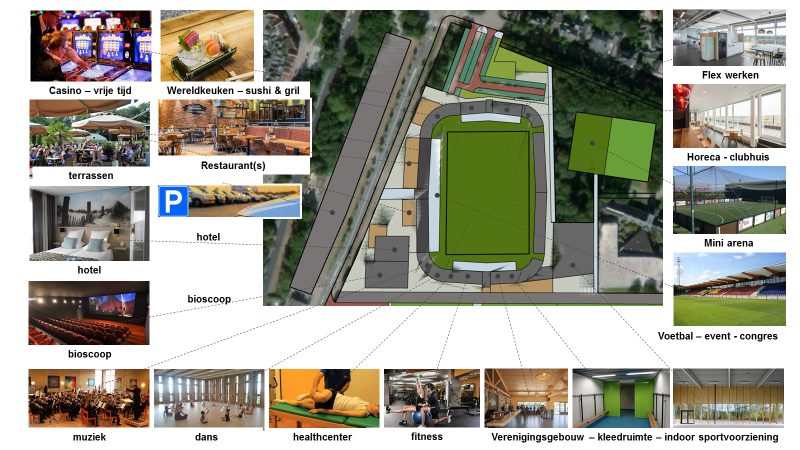 Casino – vrije tijd
Wereldkeuken – sushi & gril
Flex werken
terrassen
Restaurant(s)
Horeca - clubhuis
P
hotel
hotel
Mini arena
bioscoop
bioscoop
Voetbal – event - congres
muziek
dans
healthcenter
fitness
Verenigingsgebouw – kleedruimte – indoor sportvoorziening